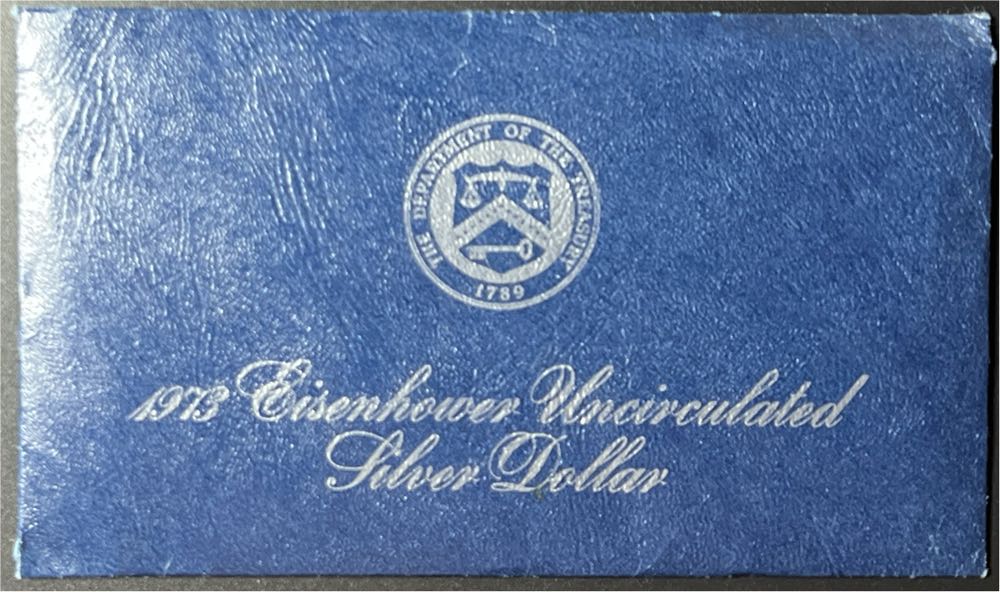 THE DEPARTMENT OF THE TREASURY
1789
1973 Eisenhower Uncirculated
Silver Dollar